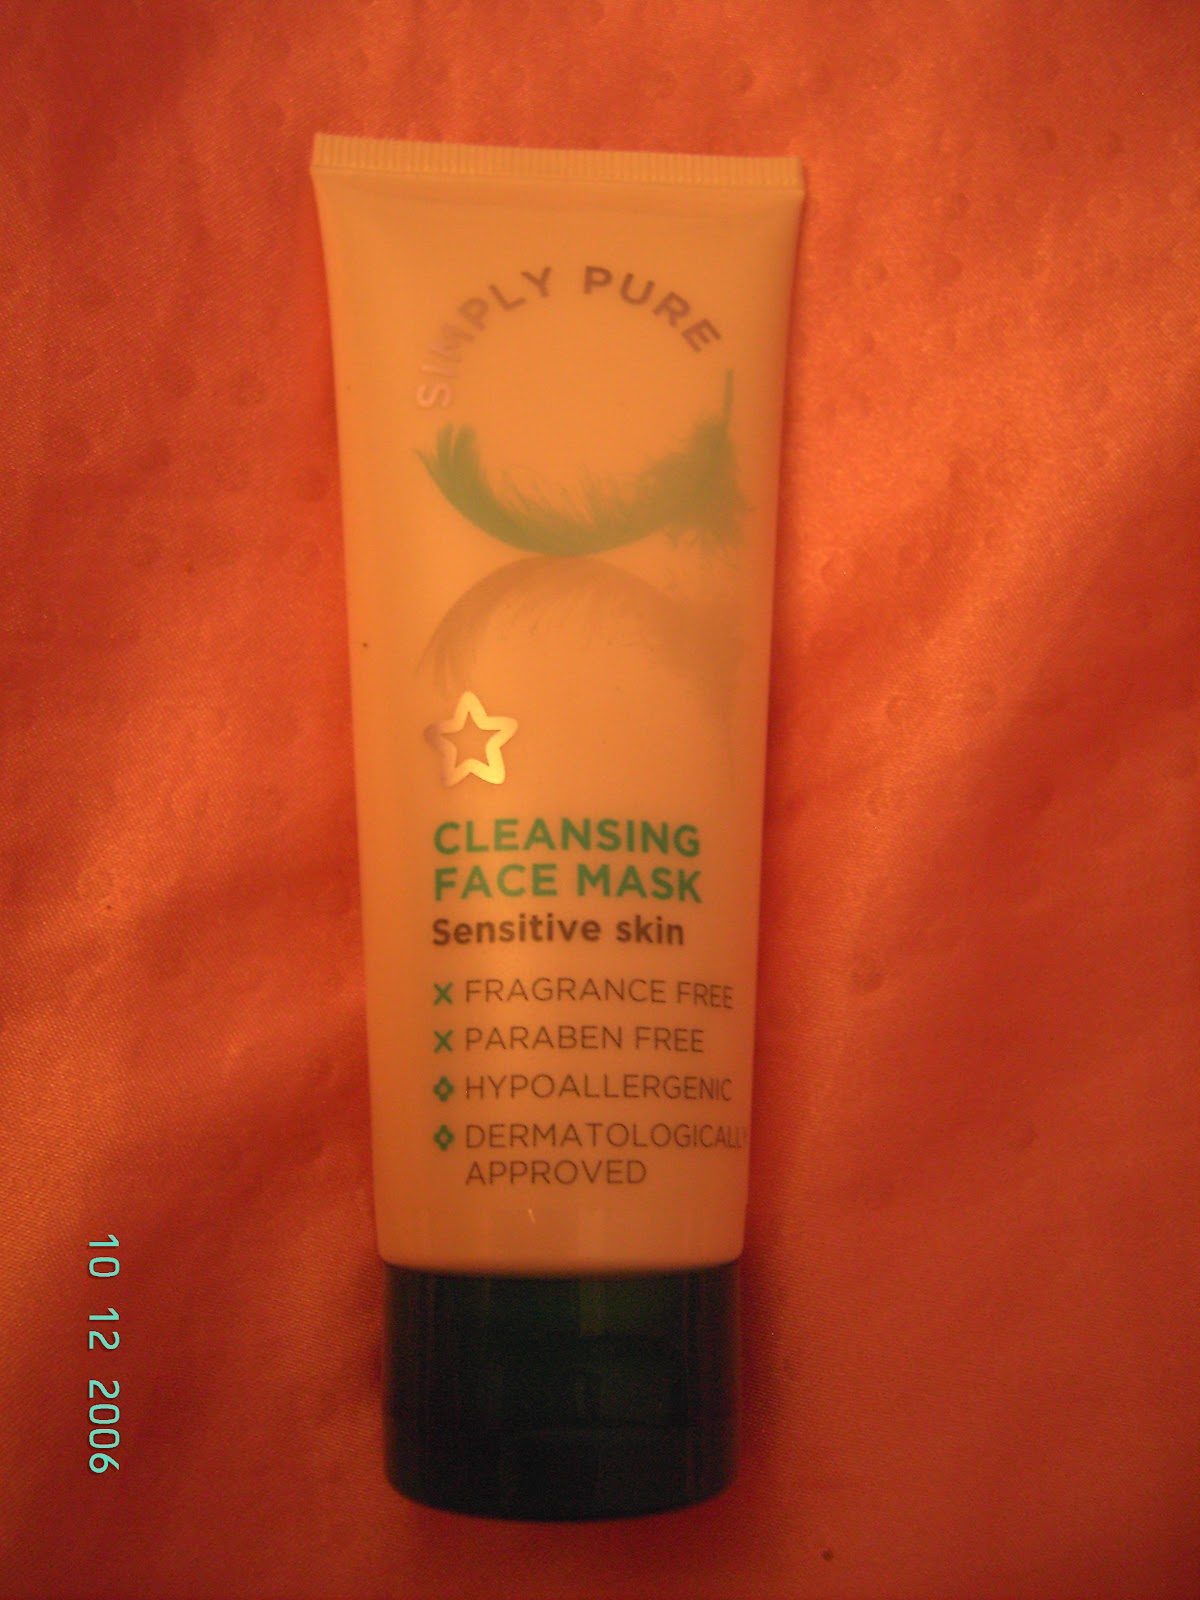 SIMPLY PURE
CLEANSING
FACE MASK
Sensitive skin
X FRAGRANCE FREE
X PARABEN FREE
HYPOALLERGENIC
DERMATOLOGICALLY
APPROVED
10 12 2006